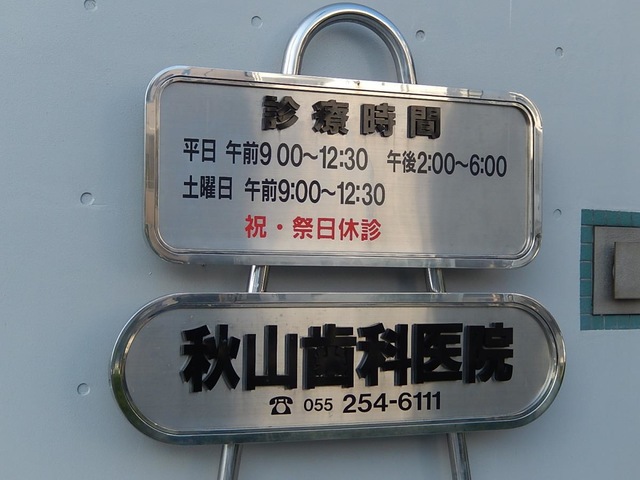 診療時間
平日 午前9 00〜12:30 午後2:00〜6:00
土曜日 午前9:00〜12:30
祝・祭日休診
秋山歯科医院
☎ 055 254-6111